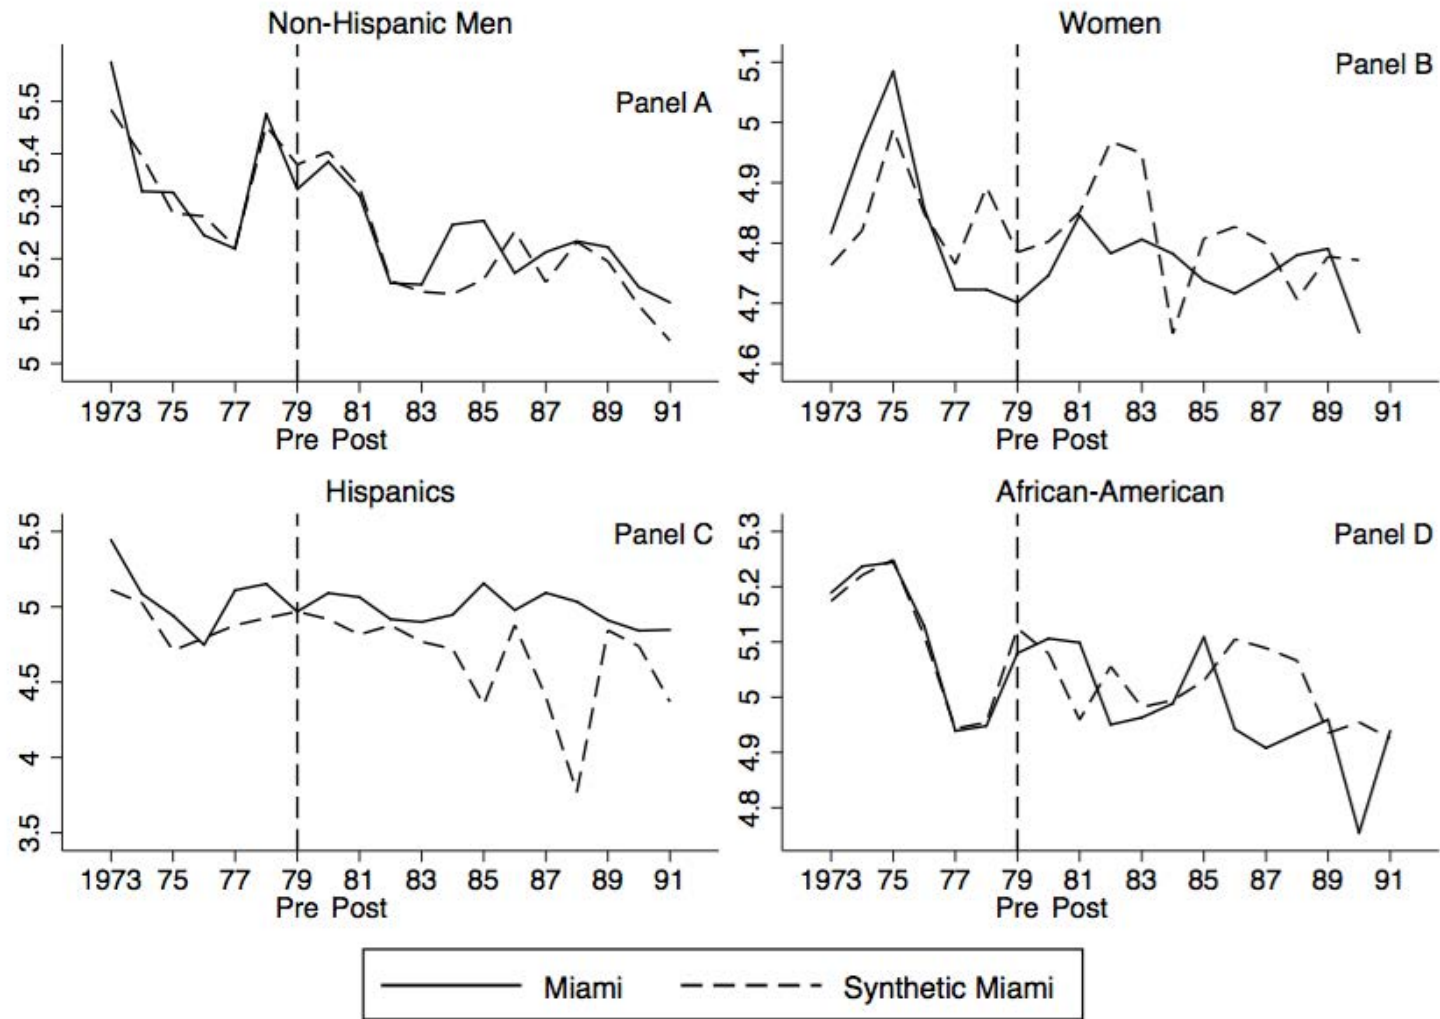 Non-Hispanic Men
Panel A
5.5
5.4
5.3
5.2
5.1
5
1973 75 77 79 81 83 85 87 89 91
Pre Post
Women
Panel B
5.1
5
4.9
4.8
4.7
4.6
1973 75 77 79 81 83 85 87 89 91
Pre Post
Hispanics
Panel C
5.5
5
4.5
4
3.5
1973 75 77 79 81 83 85 87 89 91
Pre Post
African-American
Panel D
5.3
5.2
5.1
5
4.9
4.8
1973 75 77 79 81 83 85 87 89 91
Pre Post
Miami
Synthetic Miami